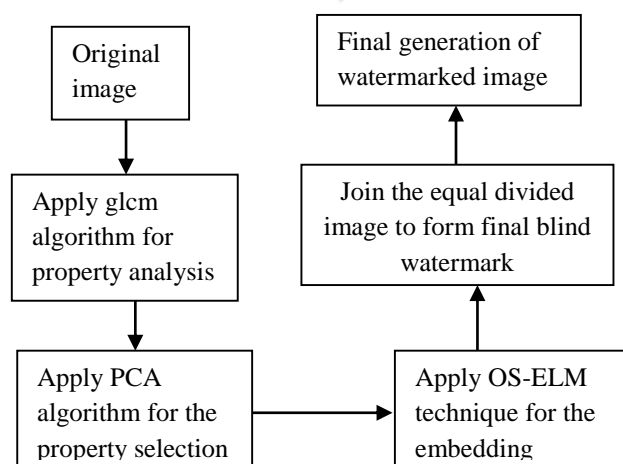 Original
image
Apply glcm
algorithm for
property analysis
Apply PCA
algorithm for the
property selection
Apply OS-ELM
technique for the
embedding
Join the equal divided
image to form final blind
watermark
Final generation of
watermarked image